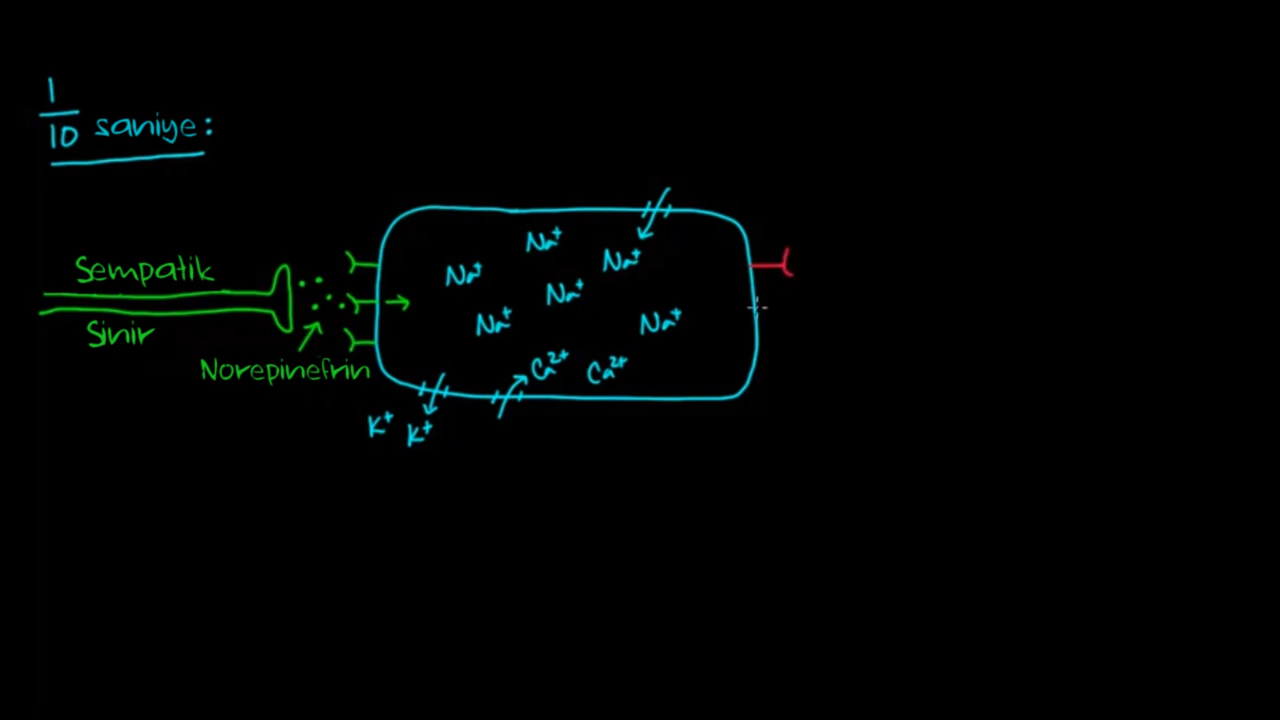 1
10 saniye:
Sempatik
Sinir
Norepinefrin
Na⁺
Na⁺
Na⁺
Na⁺
Na⁺
Na⁺
Ca²⁺
Ca²⁺
K⁺
K⁺